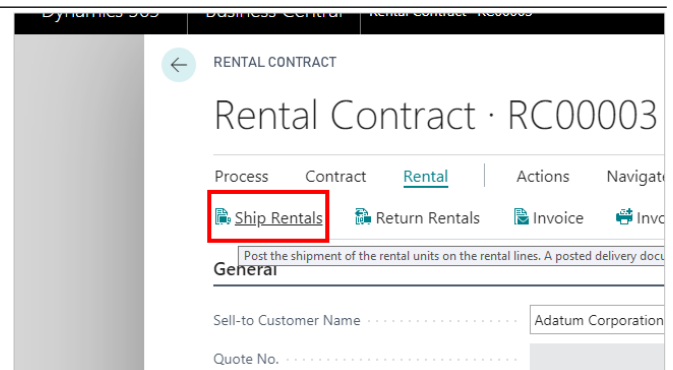 Dynamics 365 Business Central Rental Contract · RC00003
RENTAL CONTRACT
Rental Contract · RC00003
Process Contract Rental Actions Navigate
Ship Rentals Return Rentals Invoice Invo
Post the shipment of the rental units on the rental lines. A posted delivery docu
General
Sell-to Customer Name Adatum Corporation
Quote No.